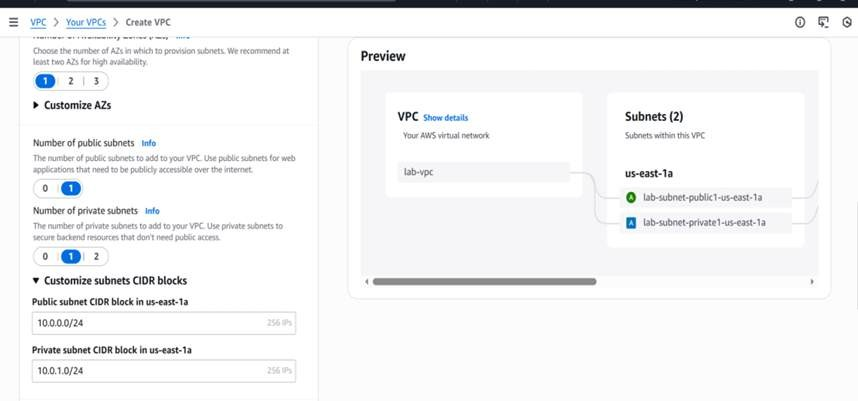 VPC > Your VPCs > Create VPC
Number of Availability Zones (AZs) Info
Choose the number of AZs in which to provision subnets. We recommend at
least two AZs for high availability.
1 2 3
Customize AZs
Number of public subnets Info
The number of public subnets to add to your VPC. Use public subnets for web
applications that need to be publicly accessible over the internet.
0 1
Number of private subnets Info
The number of private subnets to add to your VPC. Use private subnets to
secure backend resources that don't need public access.
0 1 2
Customize subnets CIDR blocks
Public subnet CIDR block in us-east-1a
10.0.0.0/24 256 IPs
Private subnet CIDR block in us-east-1a
10.0.1.0/24 256 IPs
Preview
VPC Show details
Your AWS virtual network
lab-vpc
Subnets (2)
Subnets within this VPC
us-east-1a
A lab-subnet-public1-us-east-1a
A lab-subnet-private1-us-east-1a